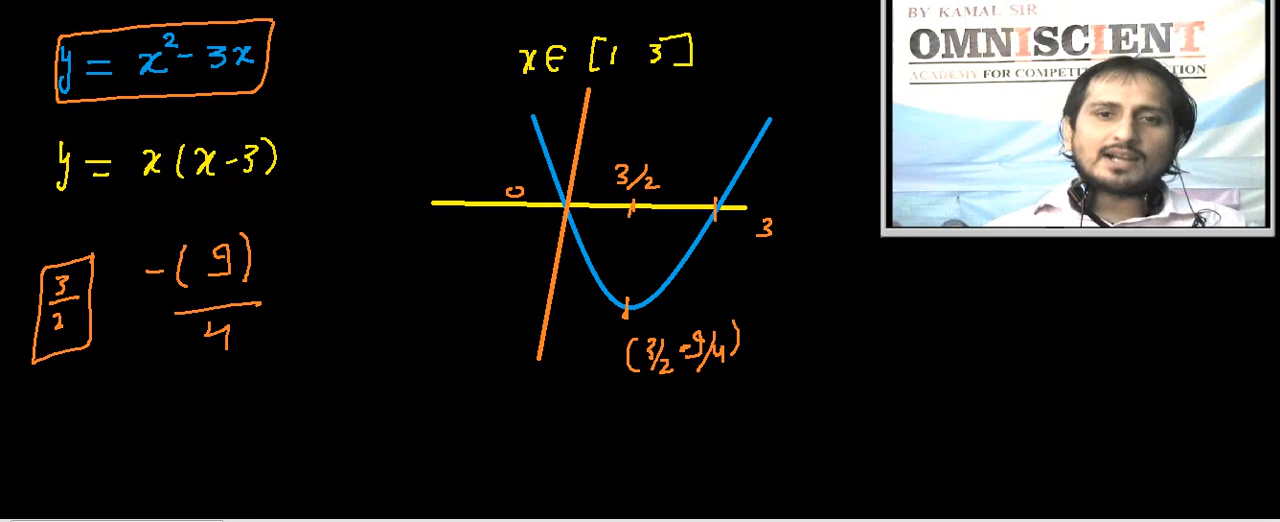 y = x² - 3x
y = x(x-3)
3/2
-(9)/4
x ∈ [1 3]
0
3/2
3
(3/2 -9/4)
BY KAMAL SIR
OMNISCIENT
ACADEMY FOR